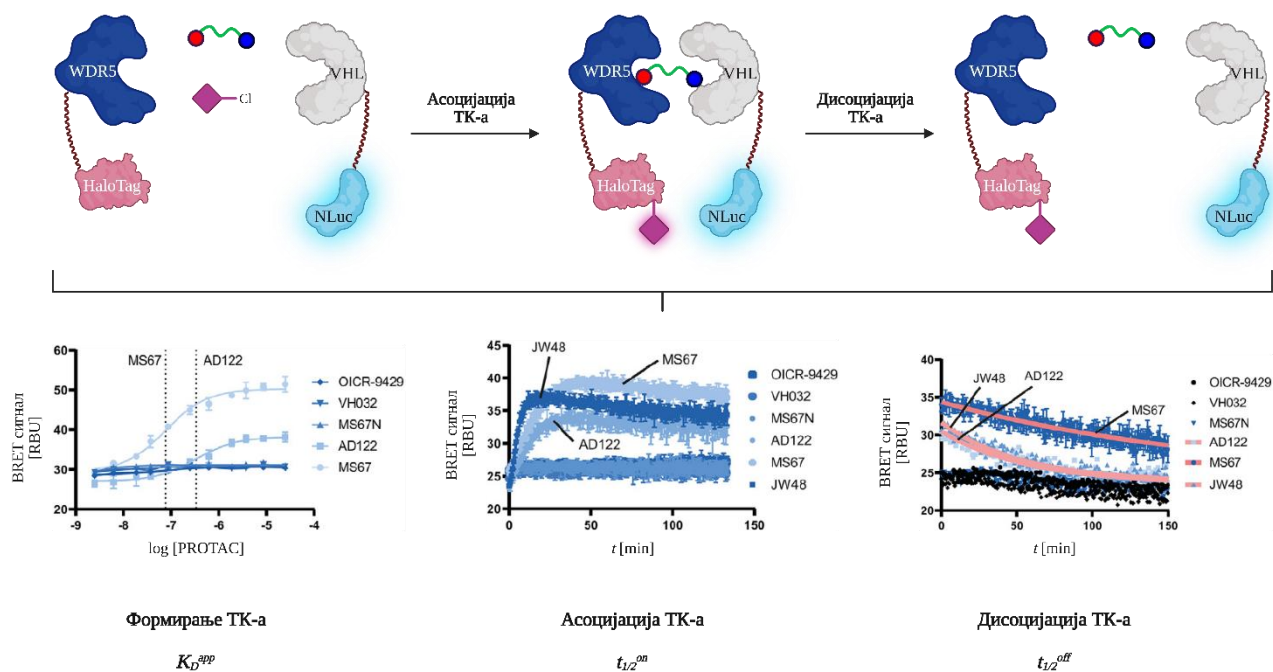 WDR5
Cl
VHL
HaloTag
NLuc
Асоцијација
ТК-а
WDR5
VHL
HaloTag
NLuc
Дисоцијација
ТК-а
VHL
HaloTag
NLuc
WDR5
BRET сигнал
[RBU]
60
50
40
30
20
-9
-8
-7
-6
-5
-4
log [PROTAC]
MS67
AD122
OICR-9429
VH032
MS67N
AD122
MS67
BRET сигнал
[RBU]
45
40
35
30
25
20
0
50
100
150
t [min]
JW48
MS67
AD122
OICR-9429
VH032
MS67N
AD122
MS67
JW48
BRET сигнал
[RBU]
40
35
30
25
20
0
50
100
150
t [min]
JW48
AD122
MS67
OICR-9429
VH032
MS67N
AD122
MS67
JW48
Формирање ТК-а
K_D^app
Асоцијација ТК-а
t_1/2^on
Дисоцијација ТК-а
t_1/2^off